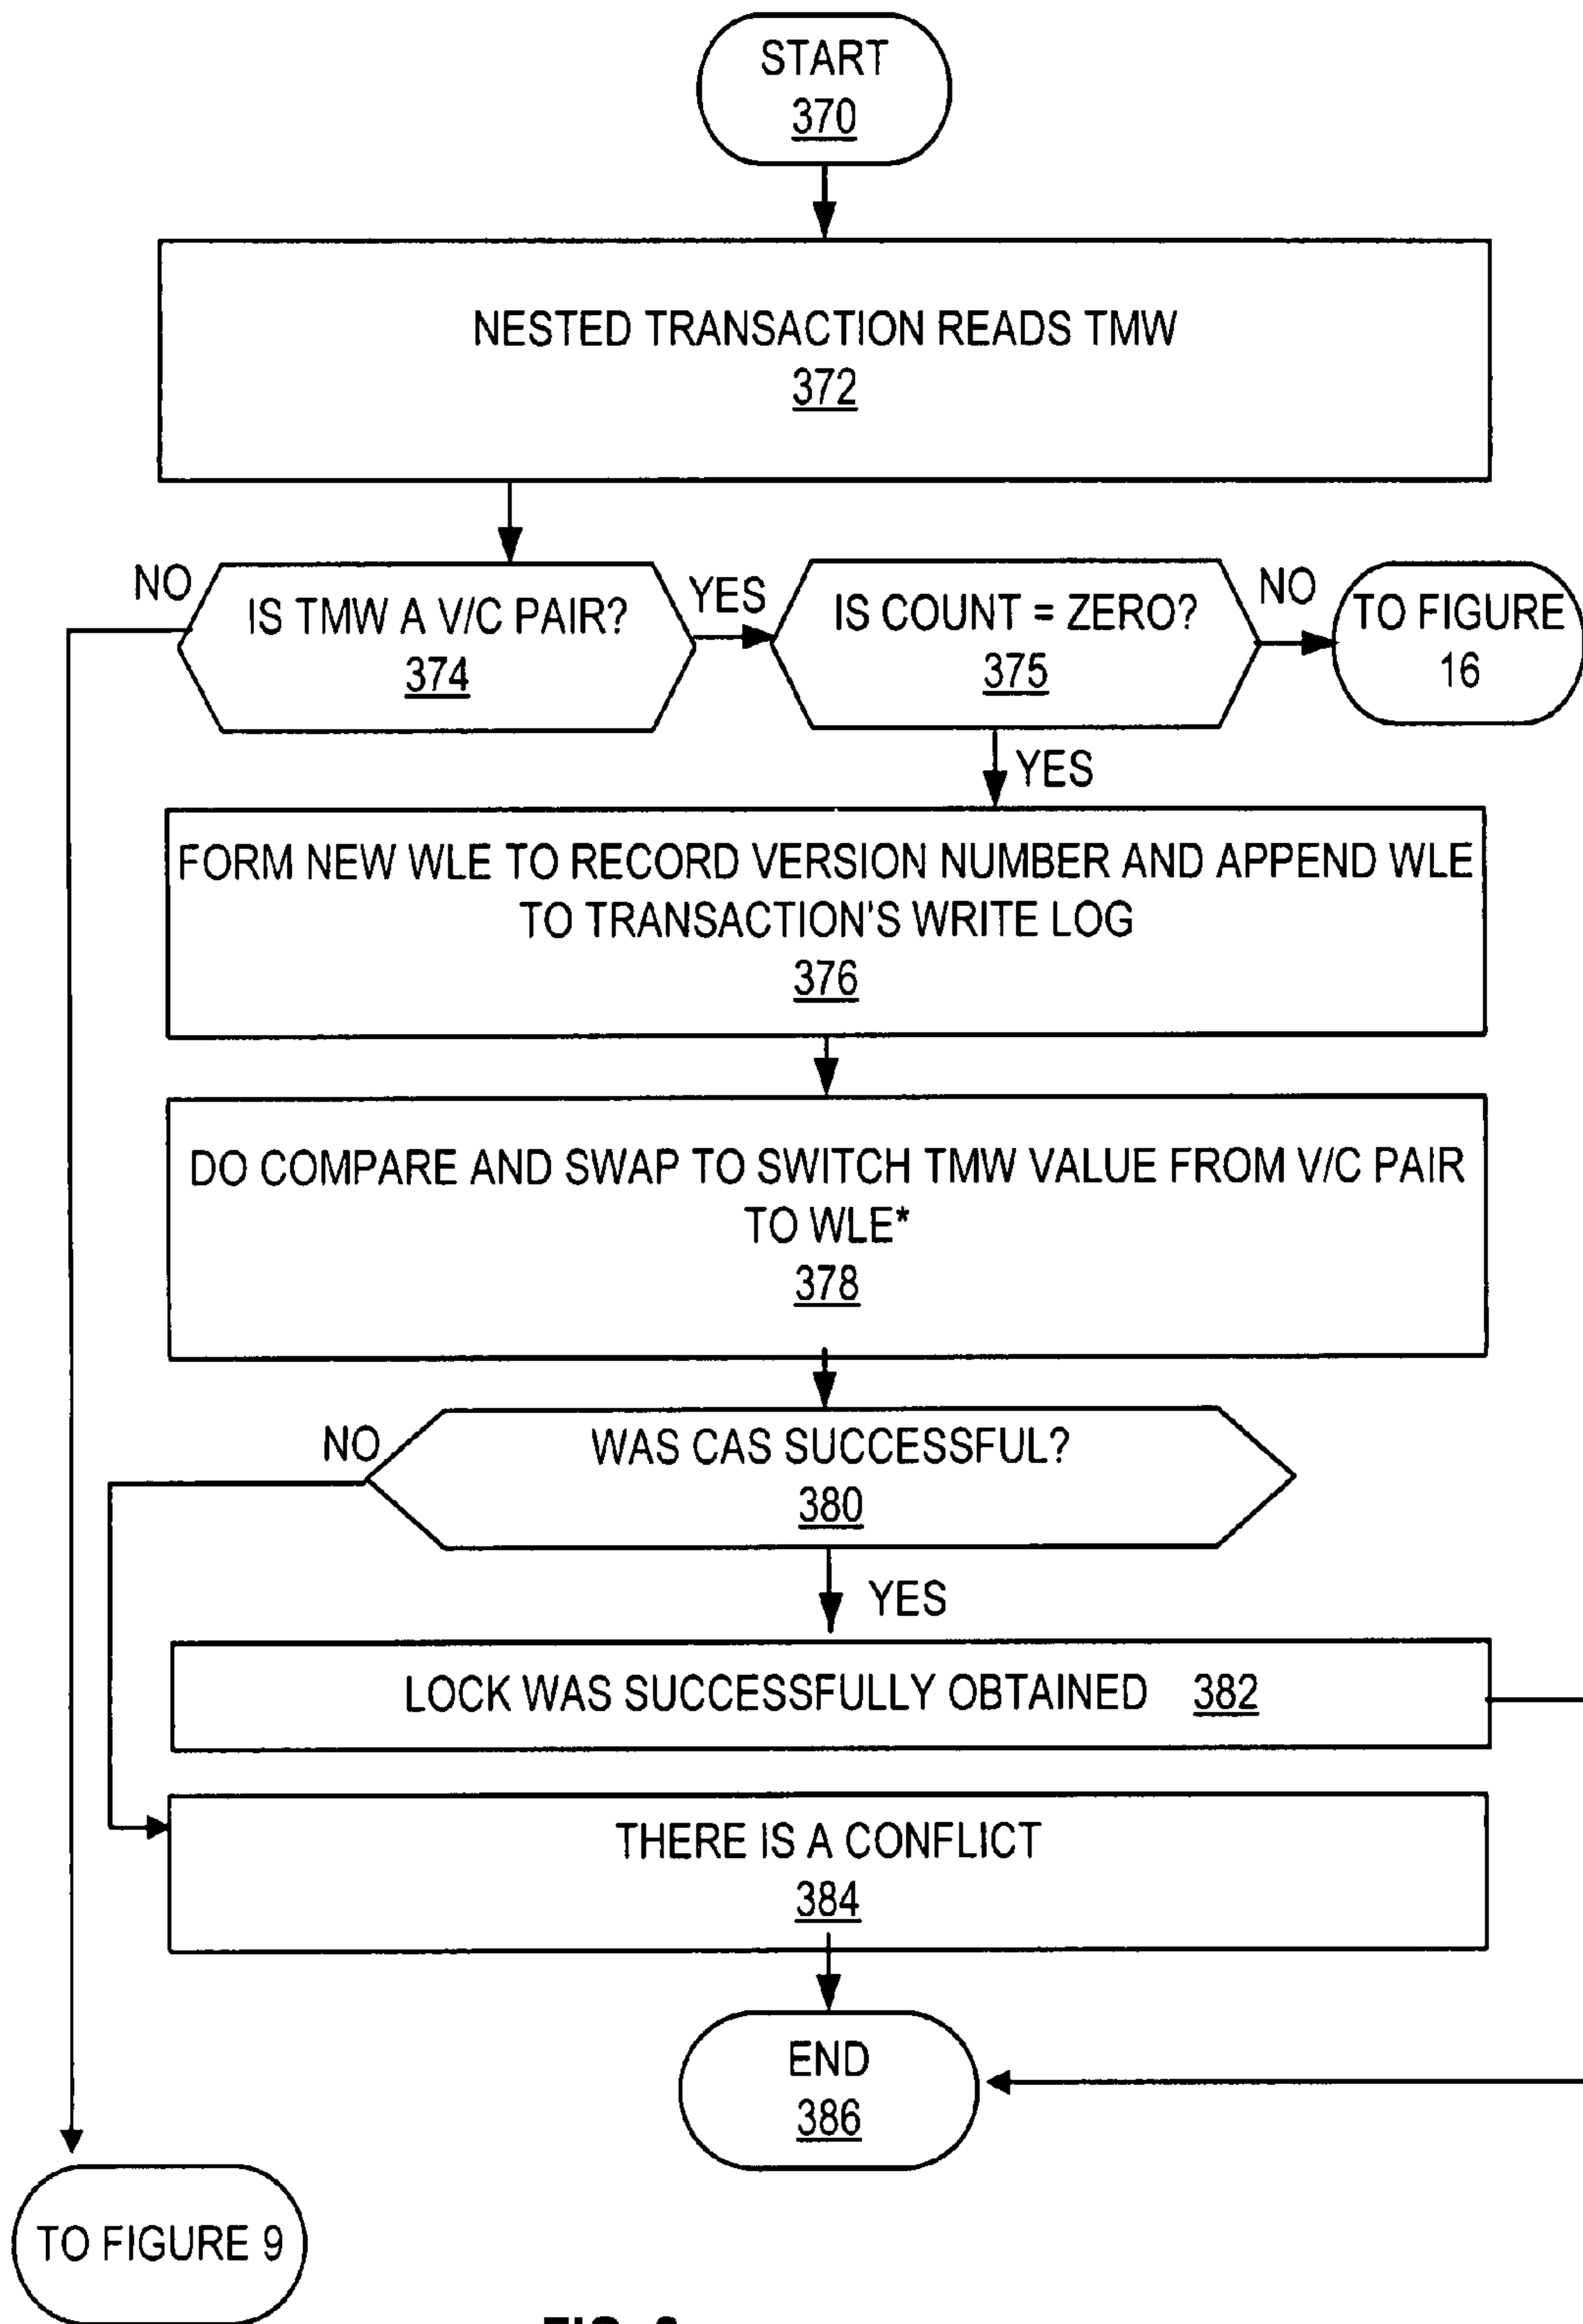 START
370
NESTED TRANSACTION READS TMW
372
NO
IS TMW A V/C PAIR?
374
YES
IS COUNT = ZERO?
375
NO
TO FIGURE
16
YES
FORM NEW WLE TO RECORD VERSION NUMBER AND APPEND WLE
TO TRANSACTION'S WRITE LOG
376
DO COMPARE AND SWAP TO SWITCH TMW VALUE FROM V/C PAIR
TO WLE*
378
NO
WAS CAS SUCCESSFUL?
380
YES
LOCK WAS SUCCESSFULLY OBTAINED 382
THERE IS A CONFLICT
384
END
386
TO FIGURE 9